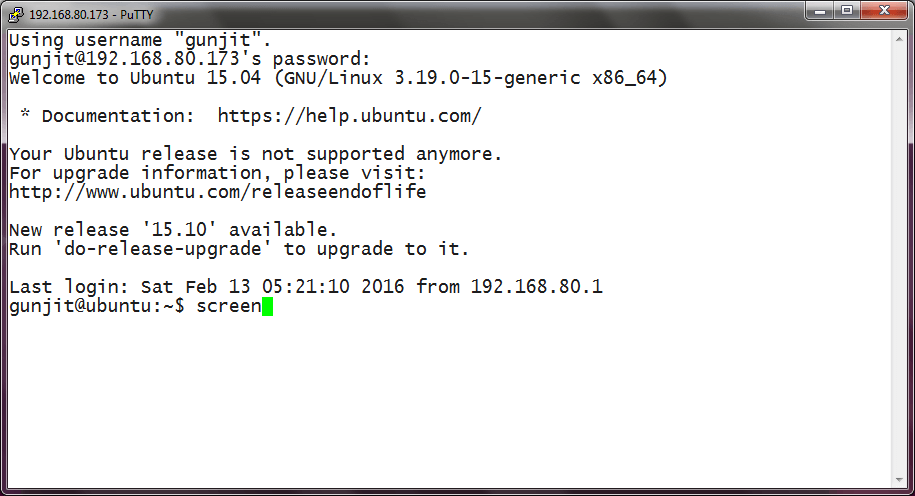 192.168.80.173 - PuTTY
Using username "gunjit".
gunjit@192.168.80.173's password:
Welcome to Ubuntu 15.04 (GNU/Linux 3.19.0-15-generic x86_64)
* Documentation:  https://help.ubuntu.com/
Your Ubuntu release is not supported anymore.
For upgrade information, please visit:
http://www.ubuntu.com/releaseendoflife
New release '15.10' available.
Run 'do-release-upgrade' to upgrade to it.
Last login: Sat Feb 13 05:21:10 2016 from 192.168.80.1
gunjit@ubuntu:~$ screen